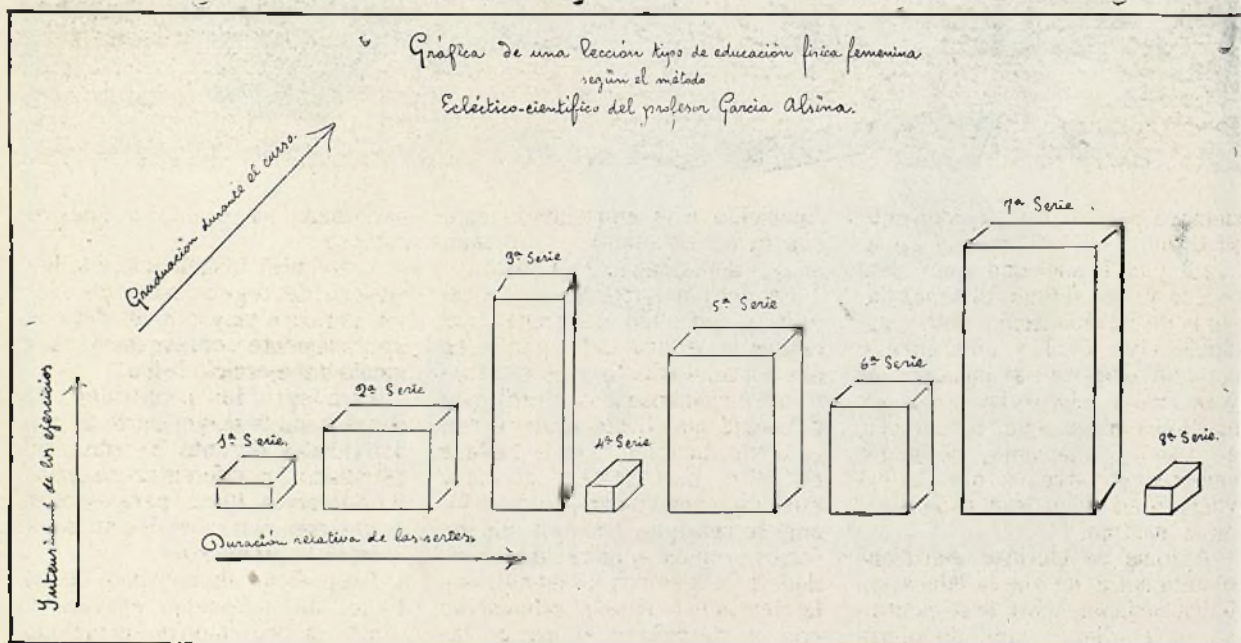 Gráfica de una lección tipo de educación física femenina
según el método
Ecléctico-científico del profesor Garcia Alsina.
Graduación durante el curso.
Intensidad de los ejercicios
1ª Serie.
2ª Serie
3ª Serie
4ª Serie
5ª Serie
6ª Serie
7ª Serie
8ª Serie.
Duración relativa de las series